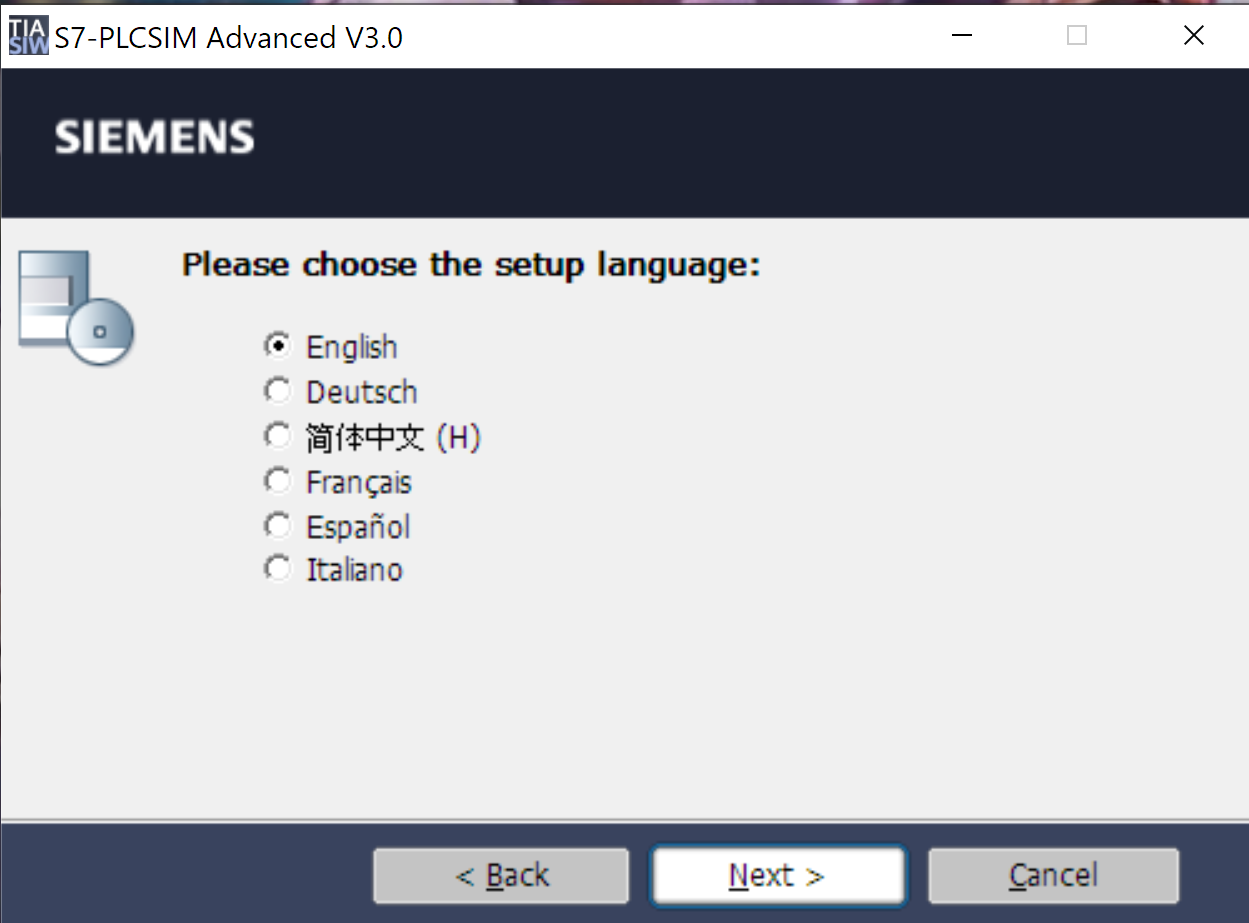 TIA
SIW
S7-PLCSIM Advanced V3.0
SIEMENS
Please choose the setup language:
English
Deutsch
简体中文 (H)
Français
Español
Italiano
< Back
Next >
Cancel